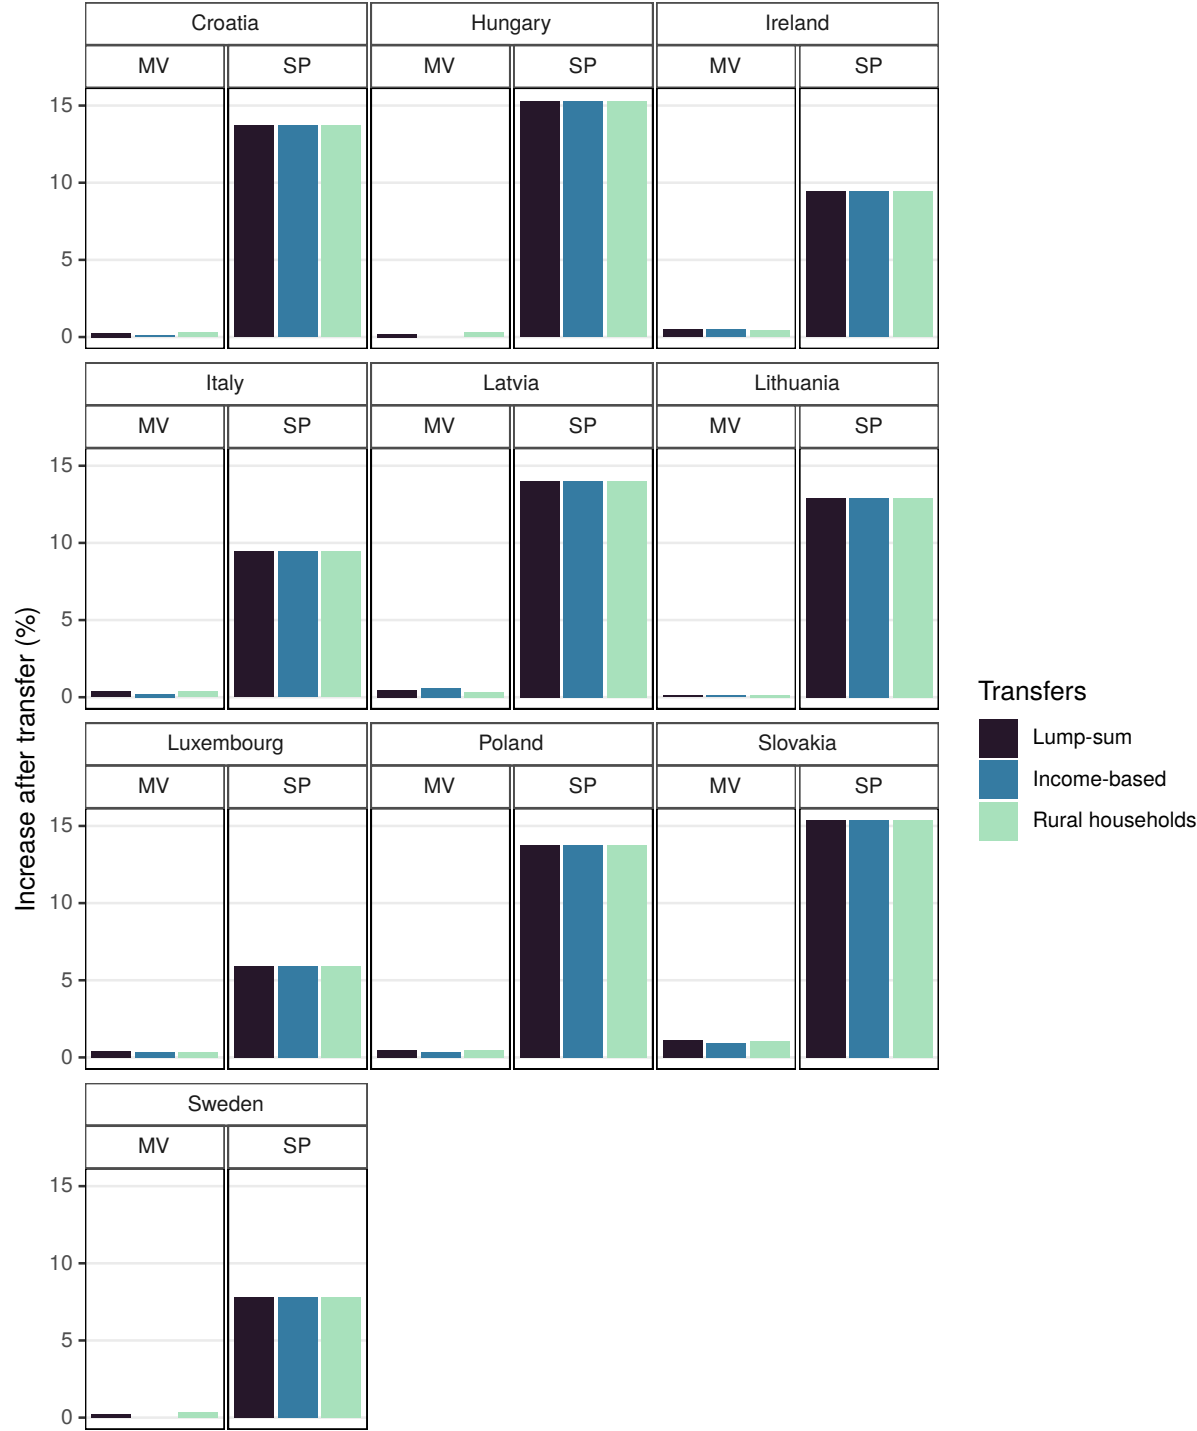 Croatia Hungary Ireland
MV SP MV SP MV SP
15
10
5
0
Italy Latvia Lithuania
MV SP MV SP MV SP
15
10
5
0
Luxembourg Poland Slovakia
MV SP MV SP MV SP
15
10
5
0
Sweden
MV SP
15
10
5
0
Increase after transfer (%)
Transfers
Lump-sum
Income-based
Rural households